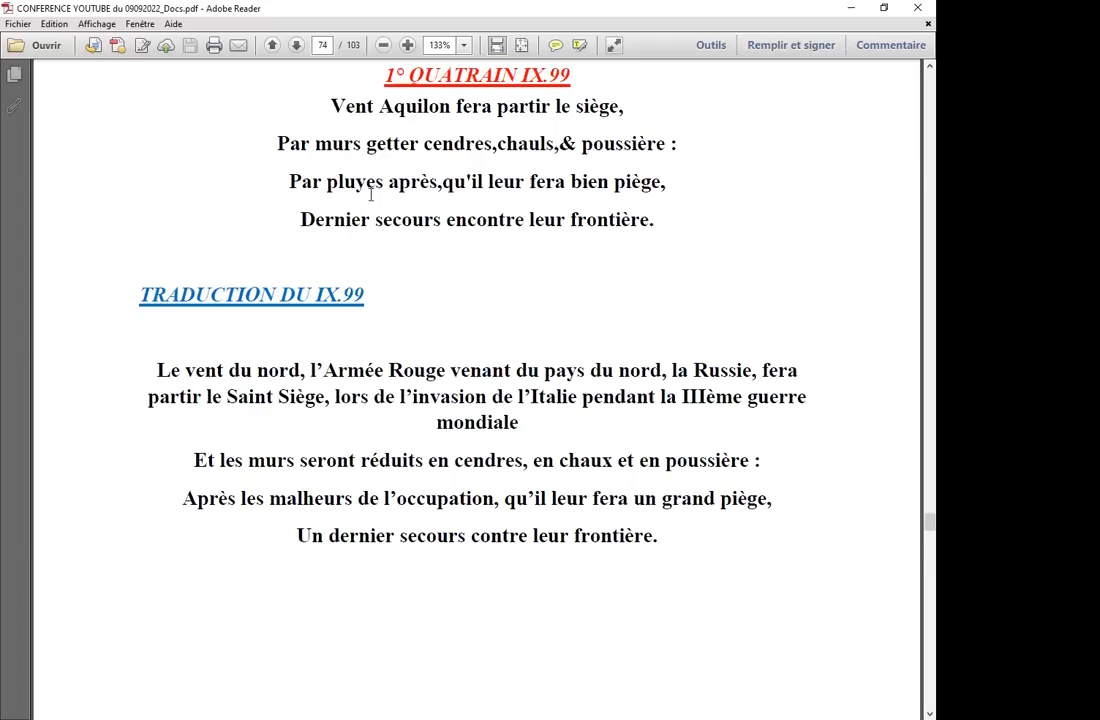 CONFERENCE YOUTUBE du 09092022_Docs.pdf - Adobe Reader
Fichier Edition Affichage Fenêtre Aide
Ouvrir 74 / 103 133% Outils Remplir et signer Commentaire
1° QUATRAIN IX.99
Vent Aquilon fera partir le siège,
Par murs getter cendres,chauls,& poussière :
Par pluyes après,qu'il leur fera bien piège,
Dernier secours encontre leur frontière.
TRADUCTION DU IX.99
Le vent du nord, l’Armée Rouge venant du pays du nord, la Russie, fera
partir le Saint Siège, lors de l’invasion de l’Italie pendant la IIIème guerre
mondiale
Et les murs seront réduits en cendres, en chaux et en poussière :
Après les malheurs de l’occupation, qu’il leur fera un grand piège,
Un dernier secours contre leur frontière.